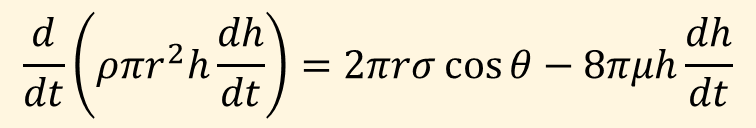 d/dt(ρπr²h dh/dt) = 2πrσ cos θ − 8πμh dh/dt